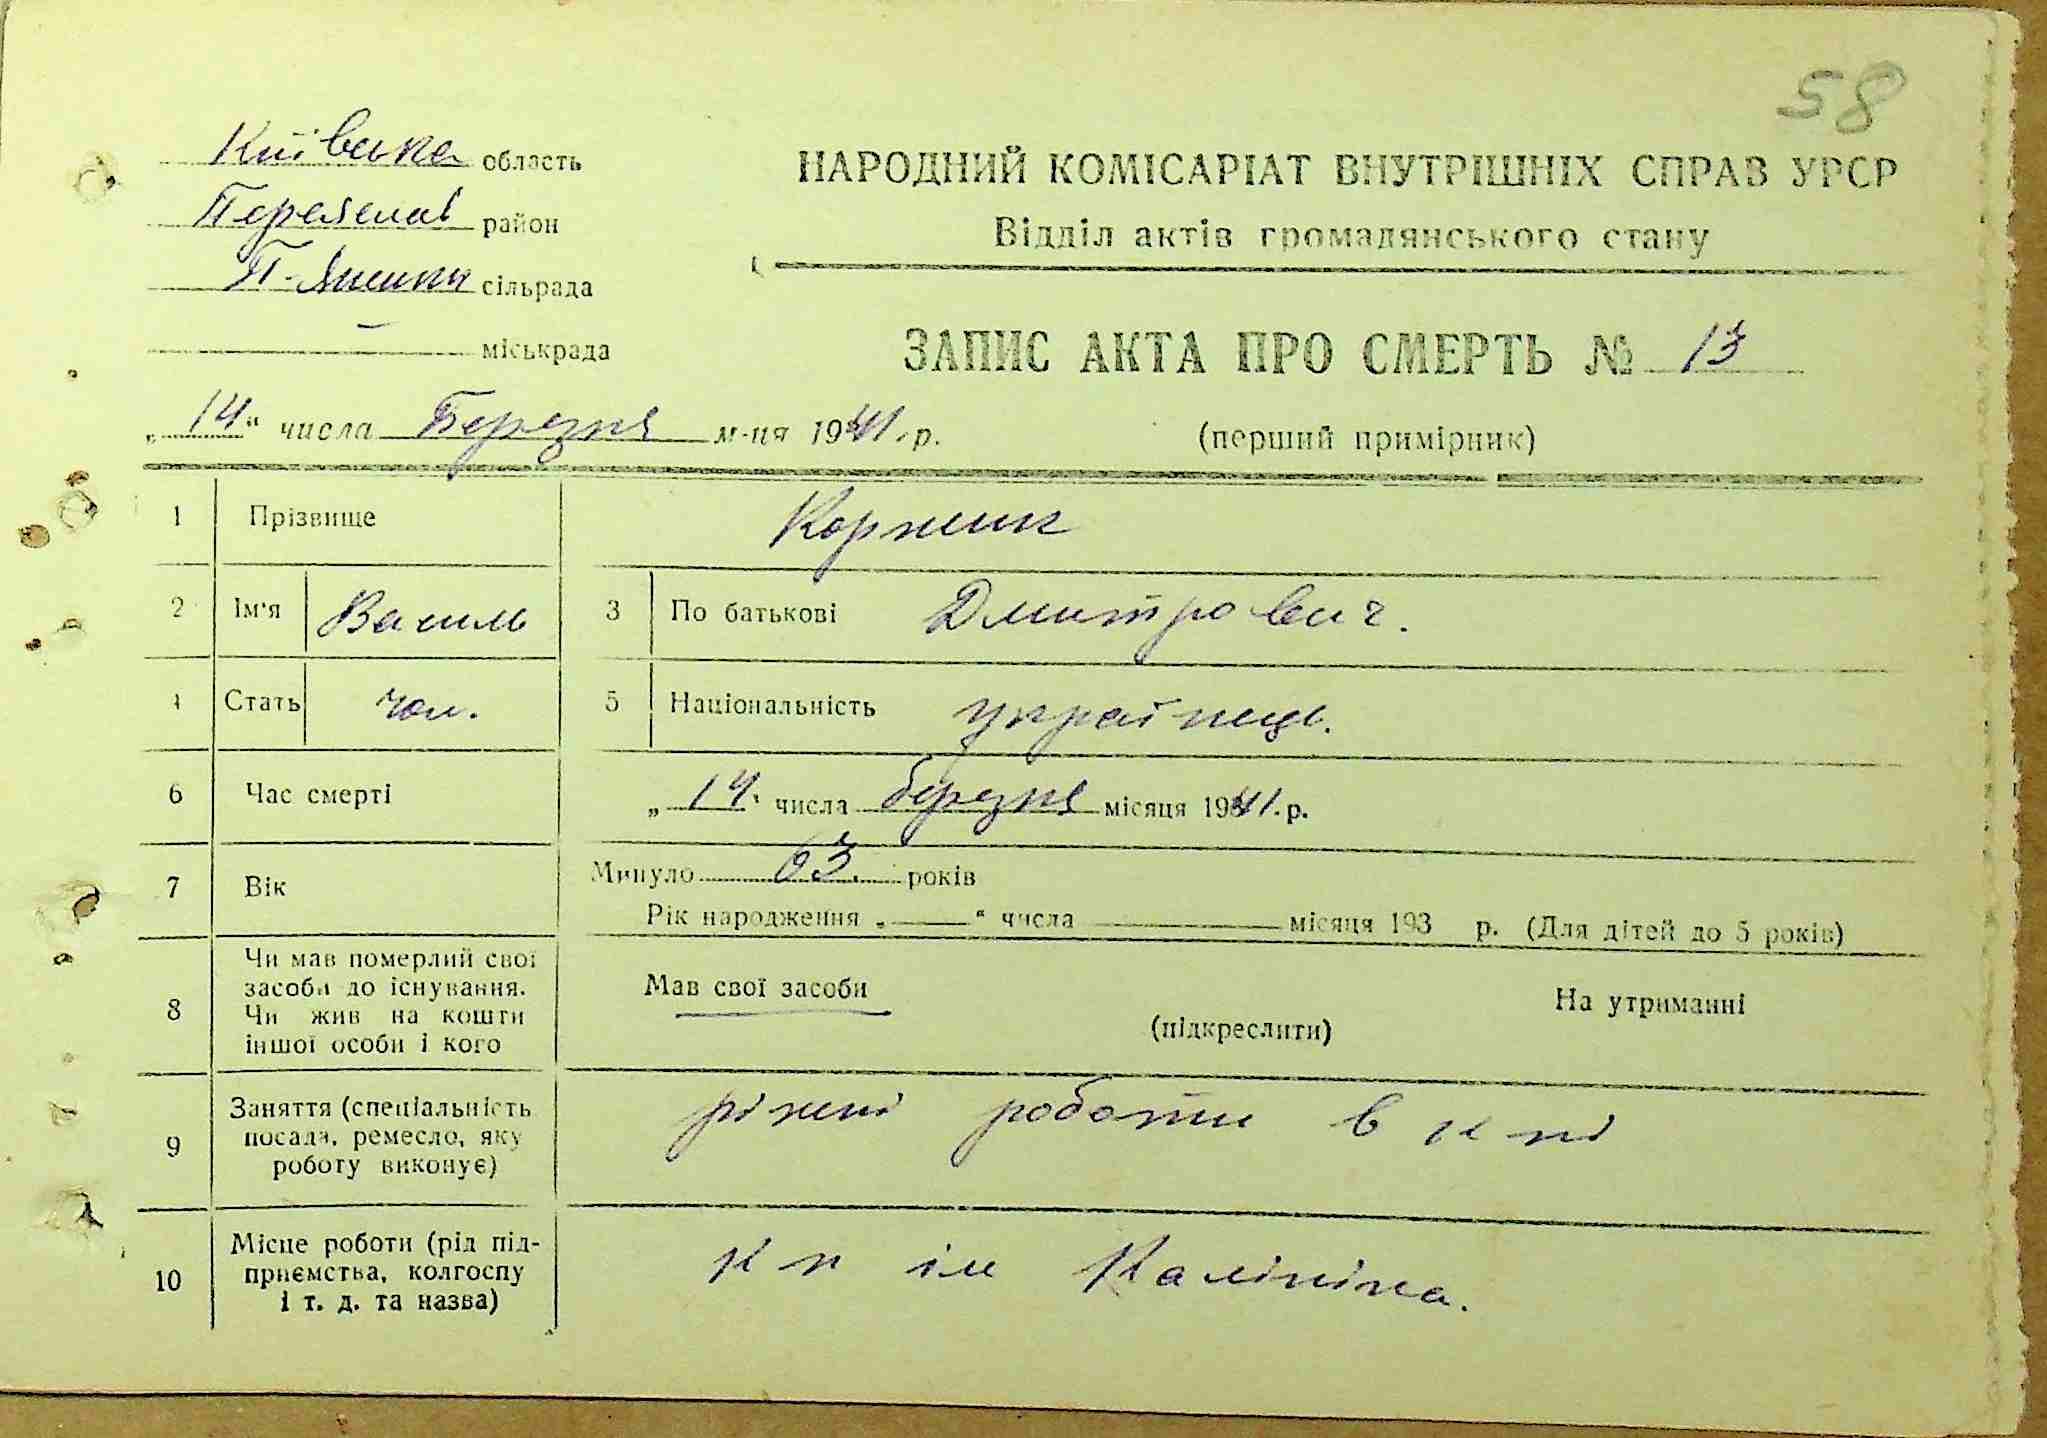 58
Київська область
Переяслав район
сільрада
— міськрада
НАРОДНИЙ КОМІСАРІАТ ВНУТРІШНІХ СПРАВ УРСР
Відділ актів громадянського стану
ЗАПИС АКТА ПРО СМЕРТЬ № 13
„14“ числа Березня м-ця 1941.р.
(перший примірник)
1 Прізвище
2 Ім'я Василь 3 По батькові Дмитрович.
4 Стать чол. 5 Національність українець.
6 Час смерті „14“ числа березня місяця 1941.р.
7 Вік Минуло 63. років
Рік народження „—“ числа — місяця 193 р. (Для дітей до 5 років)
8 Чи мав померлий свої
засоби до існування.
Чи жив на кошти
іншої особи і кого
Мав свої засоби (підкреслити) На утриманні
9 Заняття (спеціальність
посада, ремесло, яку
роботу виконує)
різні роботи в к пі
10 Місце роботи (рід під-
приємства, колгоспу
і т. д. та назва)
к п ім Калініна.